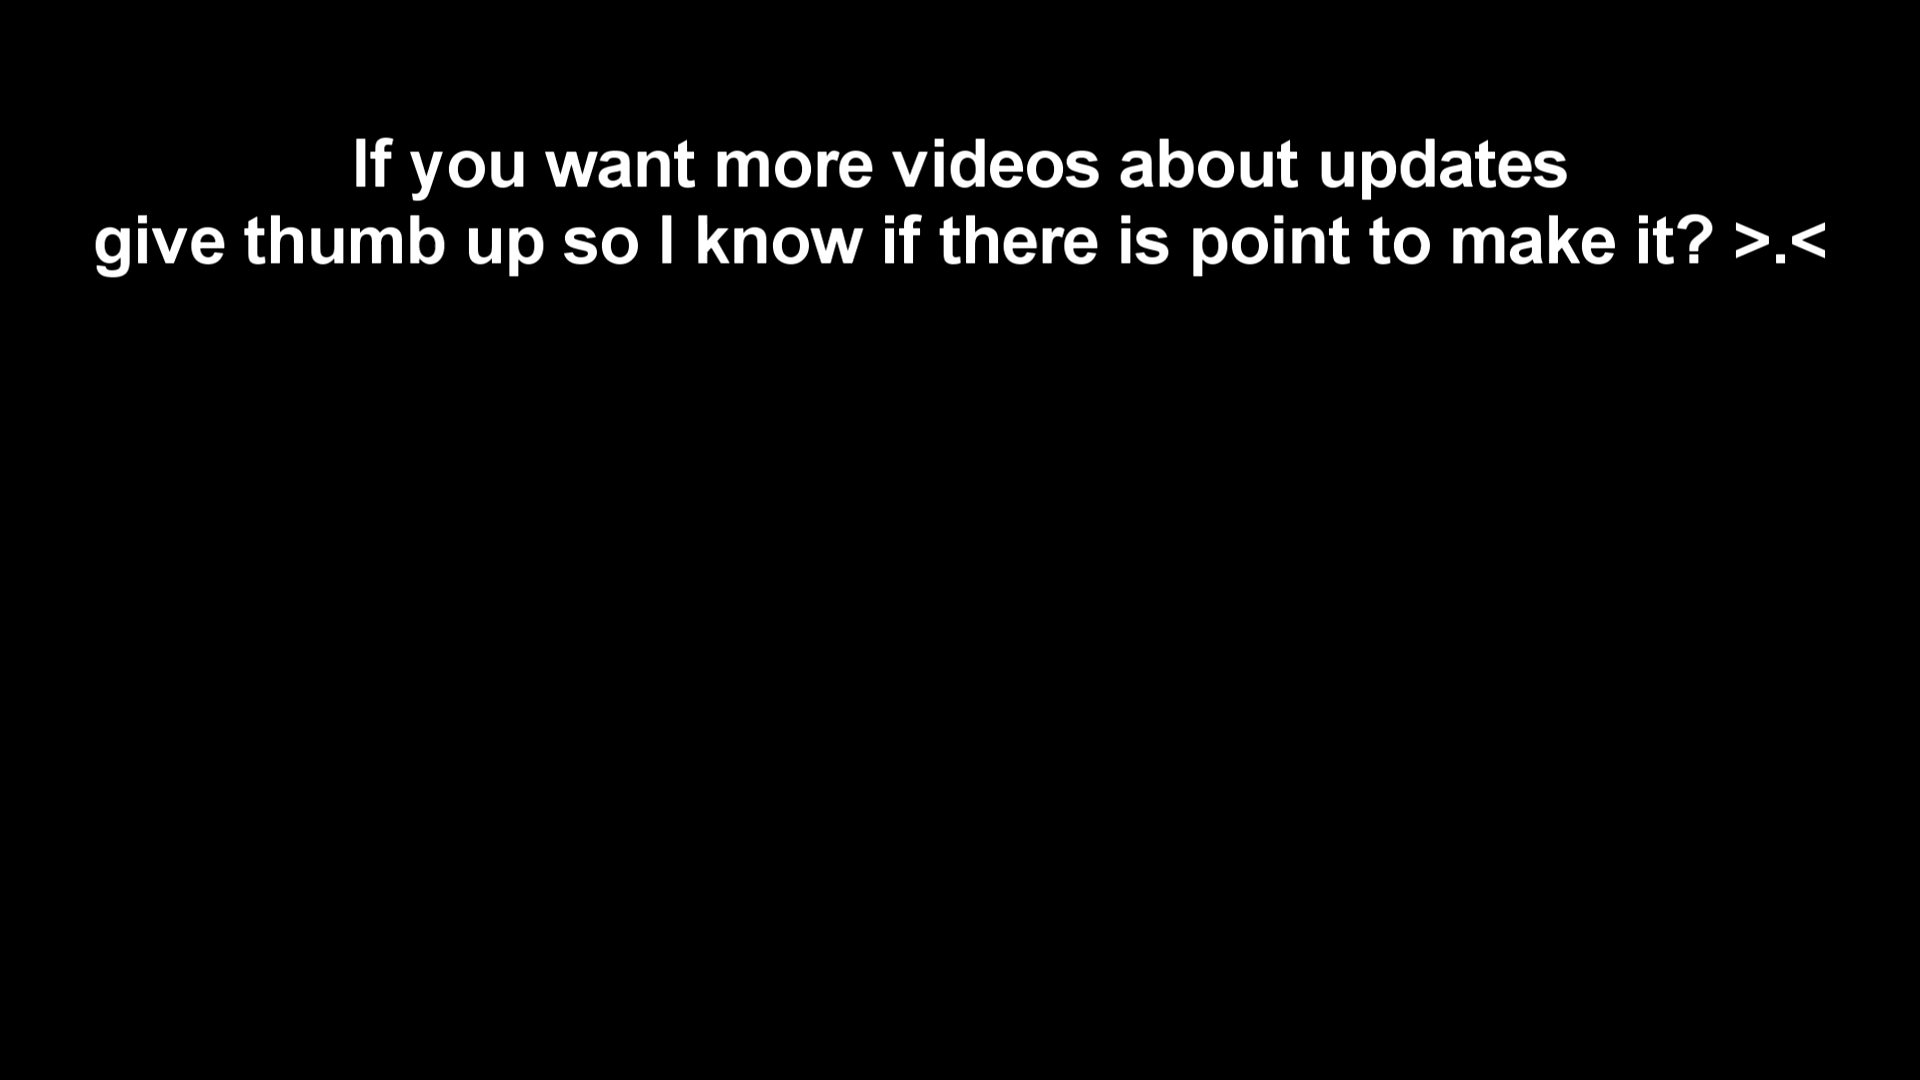 If you want more videos about updates
give thumb up so I know if there is point to make it? >.<